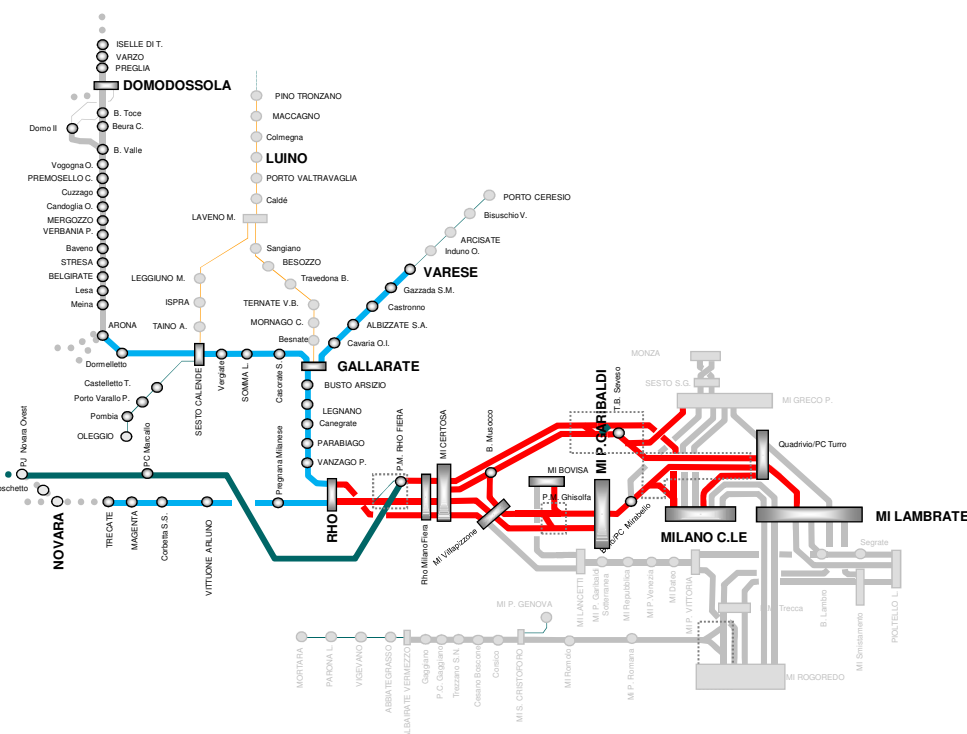 ISELLE DI T.
VARZO
PREGLIA
DOMODOSSOLA
B. Toce
Domo II
Beura C.
B. Valle
Vogogna O.
PREMOSELLO C.
Cuzzago
Candoglia O.
MERGOZZO
VERBANIA P.
Baveno
STRESA
BELGIRATE
Lesa
Meina
ARONA
Dormelletto
PINO TRONZANO
MACCAGNO
Colmegna
LUINO
PORTO VALTRAVAGLIA
Caldé
LAVENO M.
Sangiano
BESOZZO
Travedona B.
TERNATE V.B.
MORNAGO C.
Besnate
LEGGIUNO M.
ISPRA
TAINO A.
PORTO CERESIO
Bisuschio V.
ARCISATE
Induno O.
VARESE
Gazzada S.M.
Castronno
ALBIZZATE S.A.
Cavaria O.I.
GALLARATE
SESTO CALENDE
Vergiate
SOMMA L.
Casorate S.
Castelletto T.
Porto Varallo P.
Pombia
OLEGGIO
BUSTO ARSIZIO
LEGNANO
Canegrate
PARABIAGO
VANZAGO P.
PJ Novara Ovest
PC Marcallo
oschetto
NOVARA
TRECATE
MAGENTA
Corbetta S.S.
VITTUONE ARLUNO
Pregnana Milanese
RHO
P.M. RHO FIERA
Rho Milano Fiera
MI CERTOSA
B. Musocco
MI Villapizzone
MI BOVISA
P.M. Ghisolfa
MI P.GARIBALDI
T.B. Seveso
/PC Mirabello
MONZA
SESTO S.G.
MI GRECO P.
Quadrivio/PC Turro
MILANO C.LE
MI LAMBRATE
MI LANCETTI
MI P. Garibaldi
Sotterranea
MI Repubblica
MI P.Venezia
MI Dateo
MI P. VITTORIA
Trecca
B. Lambro
Segrate
MI Smistamento
PIOLTELLO L.
MI ROGOREDO
MI P. GENOVA
MORTARA
PARONA L.
VIGEVANO
ABBIATEGRASSO
ALBAIRATE VERMEZZO
Gaggiano
P.C. Gaggiano
Trezzano S.N.
Cesano Boscone
Corsico
MI S. CRISTOFORO
MI Romolo
MI P. Romana